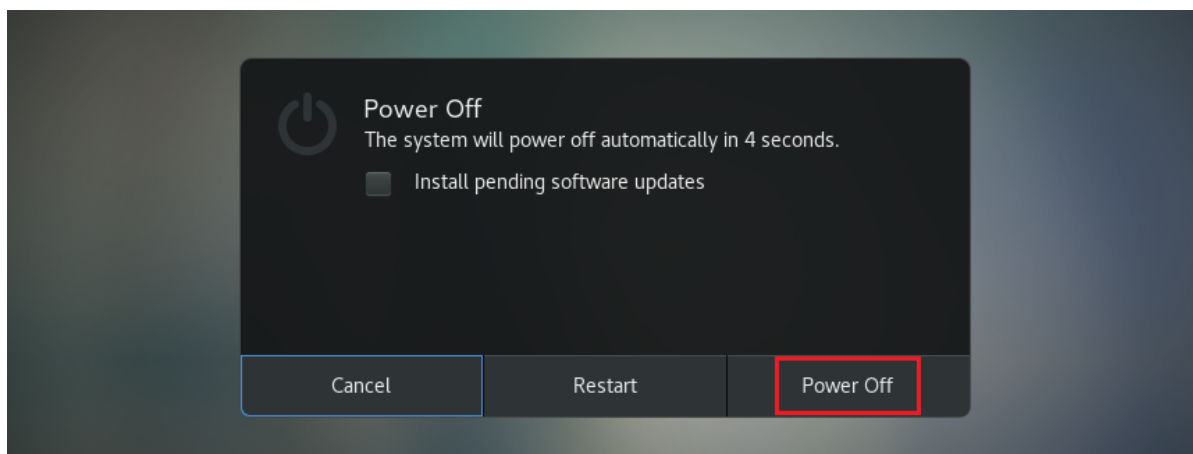 Power Off
The system will power off automatically in 4 seconds.
Install pending software updates
Cancel Restart Power Off